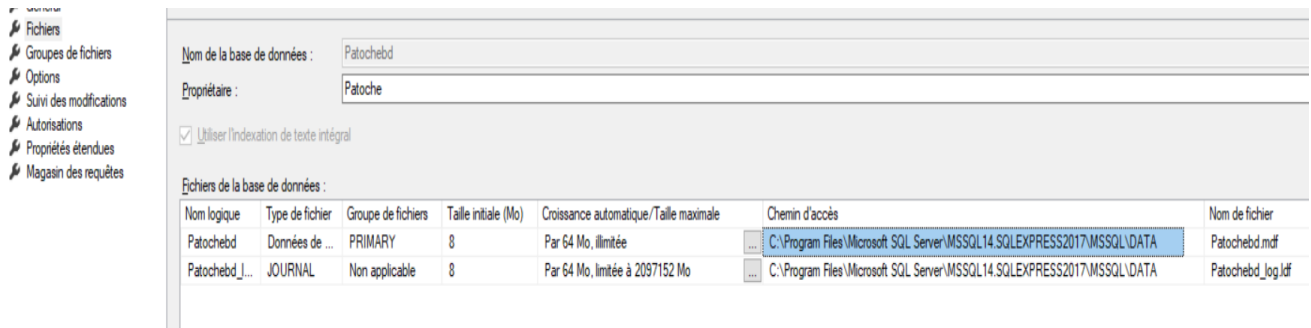 Général
Fichiers
Groupes de fichiers
Options
Suivi des modifications
Autorisations
Propriétés étendues
Magasin des requêtes
Nom de la base de données : Patochebd
Propriétaire : Patoche
Utiliser l'indexation de texte intégral
Fichiers de la base de données :
Nom logique Type de fichier Groupe de fichiers Taille initiale (Mo) Croissance automatique/Taille maximale Chemin d'accès Nom de fichier
Patochebd Données de ... PRIMARY 8 Par 64 Mo, illimitée ... C:\Program Files\Microsoft SQL Server\MSSQL14.SQLEXPRESS2017\MSSQL\DATA Patochebd.mdf
Patochebd_l... JOURNAL Non applicable 8 Par 64 Mo, limitée à 2097152 Mo ... C:\Program Files\Microsoft SQL Server\MSSQL14.SQLEXPRESS2017\MSSQL\DATA Patochebd_log.ldf